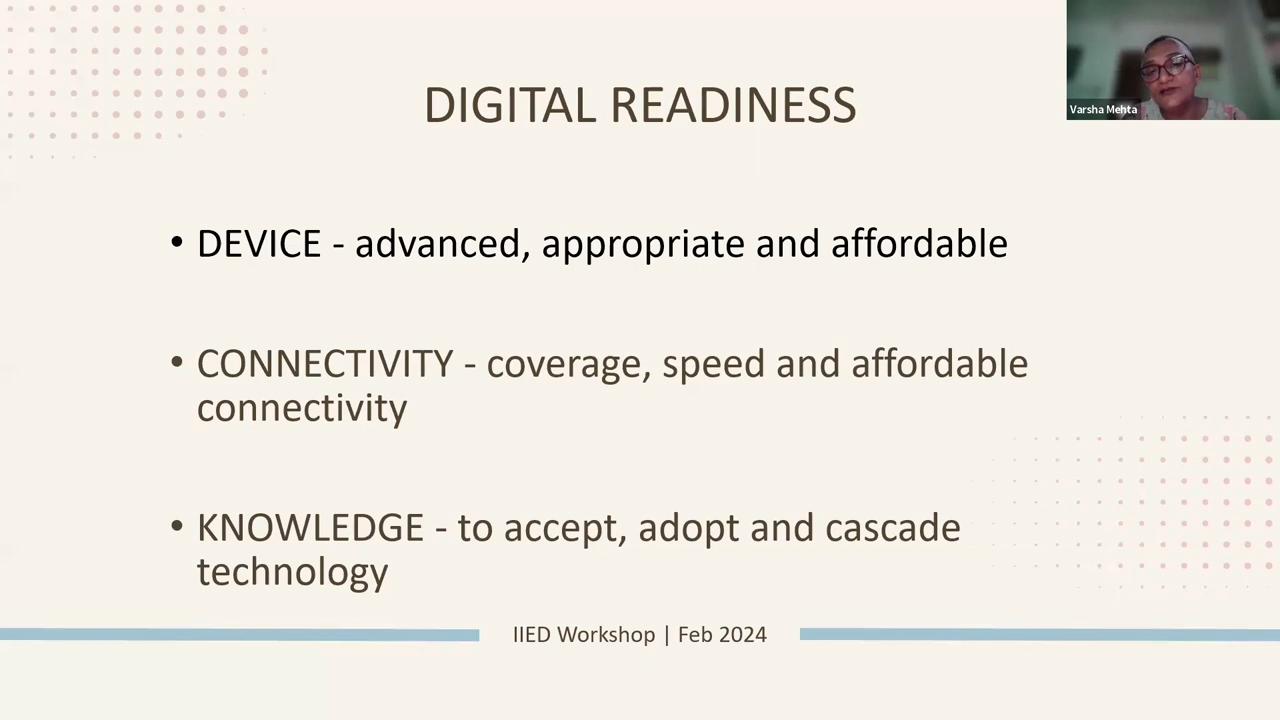 Varsha Mehta
DIGITAL READINESS
• DEVICE - advanced, appropriate and affordable
• CONNECTIVITY - coverage, speed and affordable
connectivity
• KNOWLEDGE - to accept, adopt and cascade
technology
IIED Workshop | Feb 2024